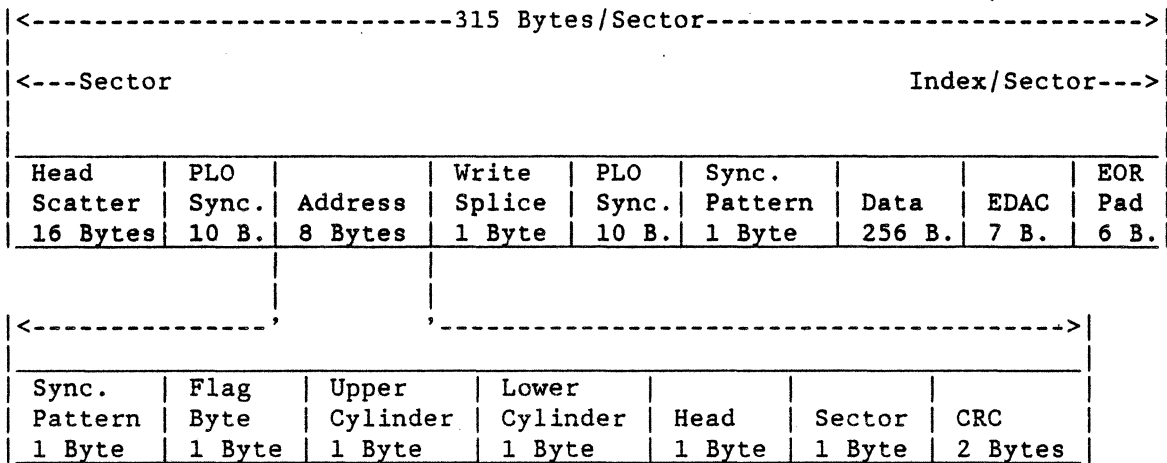 |<---------------------------315 Bytes/Sector--------------------------->|
|<---Sector Index/Sector--->|
Head | PLO | | Write | PLO | Sync. | | | EOR
Scatter | Sync.| Address | Splice | Sync.| Pattern | Data | EDAC | Pad
16 Bytes| 10 B.| 8 Bytes | 1 Byte | 10 B.| 1 Byte | 256 B.| 7 B. | 6 B.
Sync. | Flag | Upper | Lower | | |
Pattern | Byte | Cylinder | Cylinder | Head | Sector | CRC
1 Byte | 1 Byte | 1 Byte | 1 Byte | 1 Byte | 1 Byte | 2 Bytes